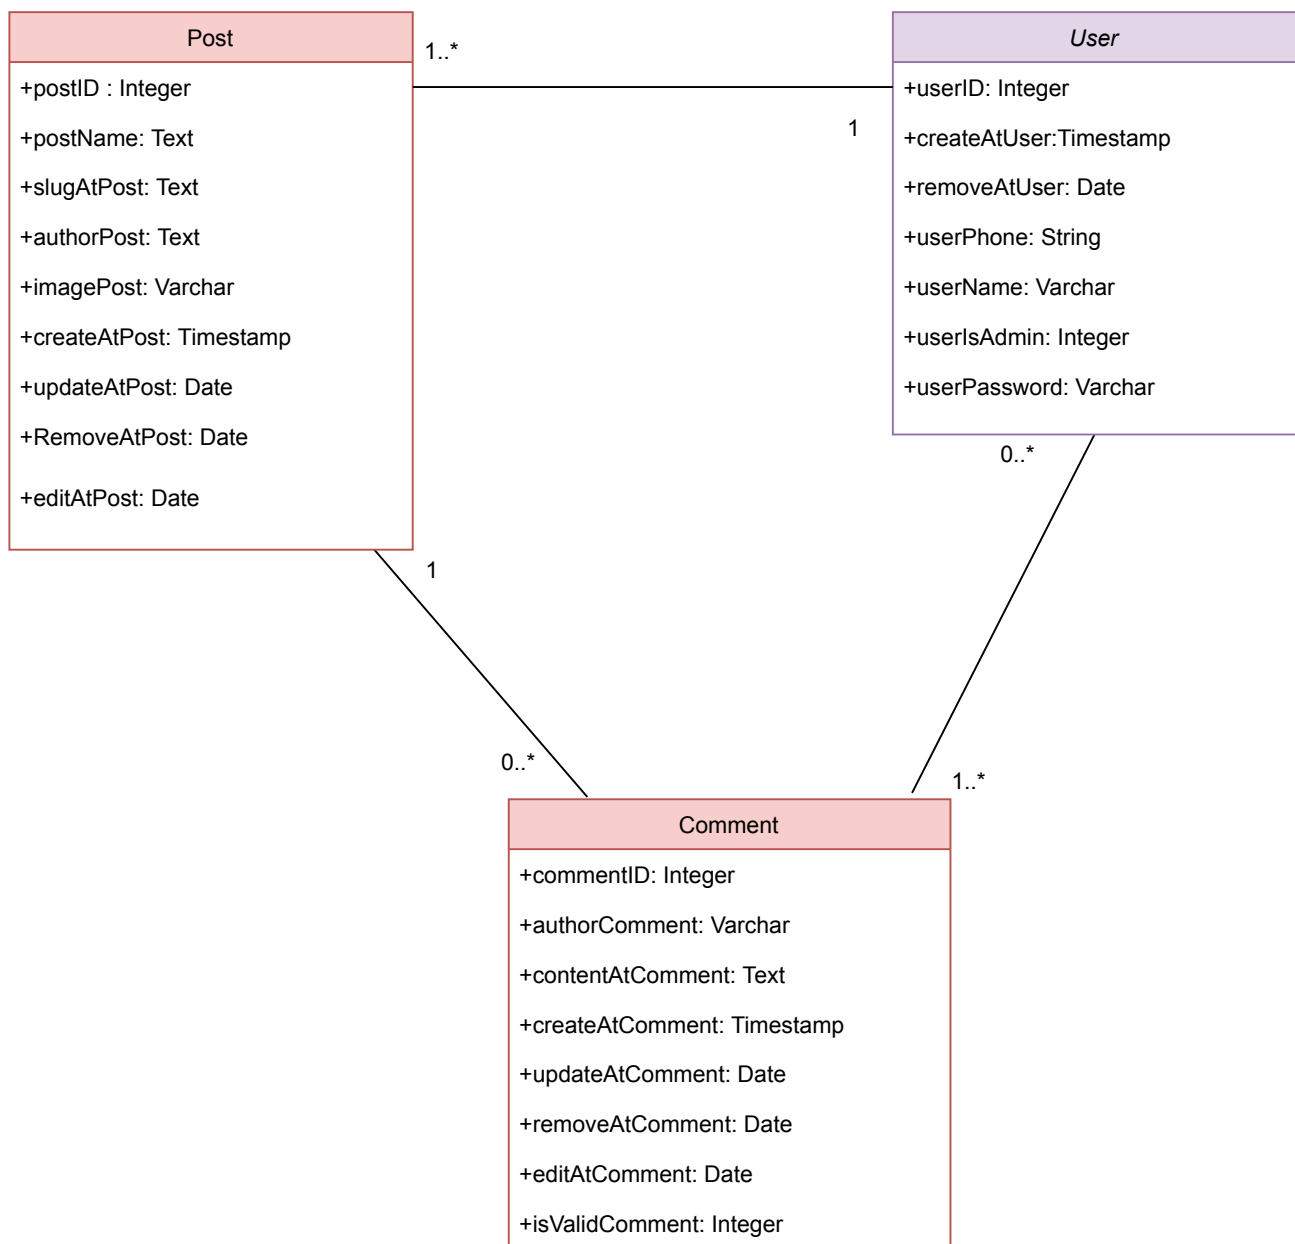 Post
+postID : Integer
+postName: Text
+slugAtPost: Text
+authorPost: Text
+imagePost: Varchar
+createAtPost: Timestamp
+updateAtPost: Date
+RemoveAtPost: Date
+editAtPost: Date
1..*
1
User
+userID: Integer
+createAtUser:Timestamp
+removeAtUser: Date
+userPhone: String
+userName: Varchar
+userIsAdmin: Integer
+userPassword: Varchar
0..*
1
0..*
1..*
Comment
+commentID: Integer
+authorComment: Varchar
+contentAtComment: Text
+createAtComment: Timestamp
+updateAtComment: Date
+removeAtComment: Date
+editAtComment: Date
+isValidComment: Integer